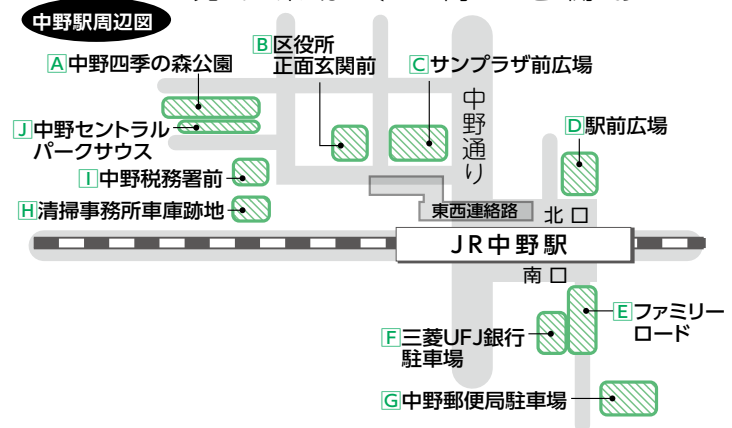 中野駅周辺図
A中野四季の森公園
B区役所
正面玄関前
Cサンプラザ前広場
中野通り
D駅前広場
J中野セントラル
パークサウス
I中野税務署前
H清掃事務所車庫跡地
東西連絡路
北口
JR中野駅
南口
Eファミリー
ロード
F三菱UFJ銀行
駐車場
G中野郵便局駐車場